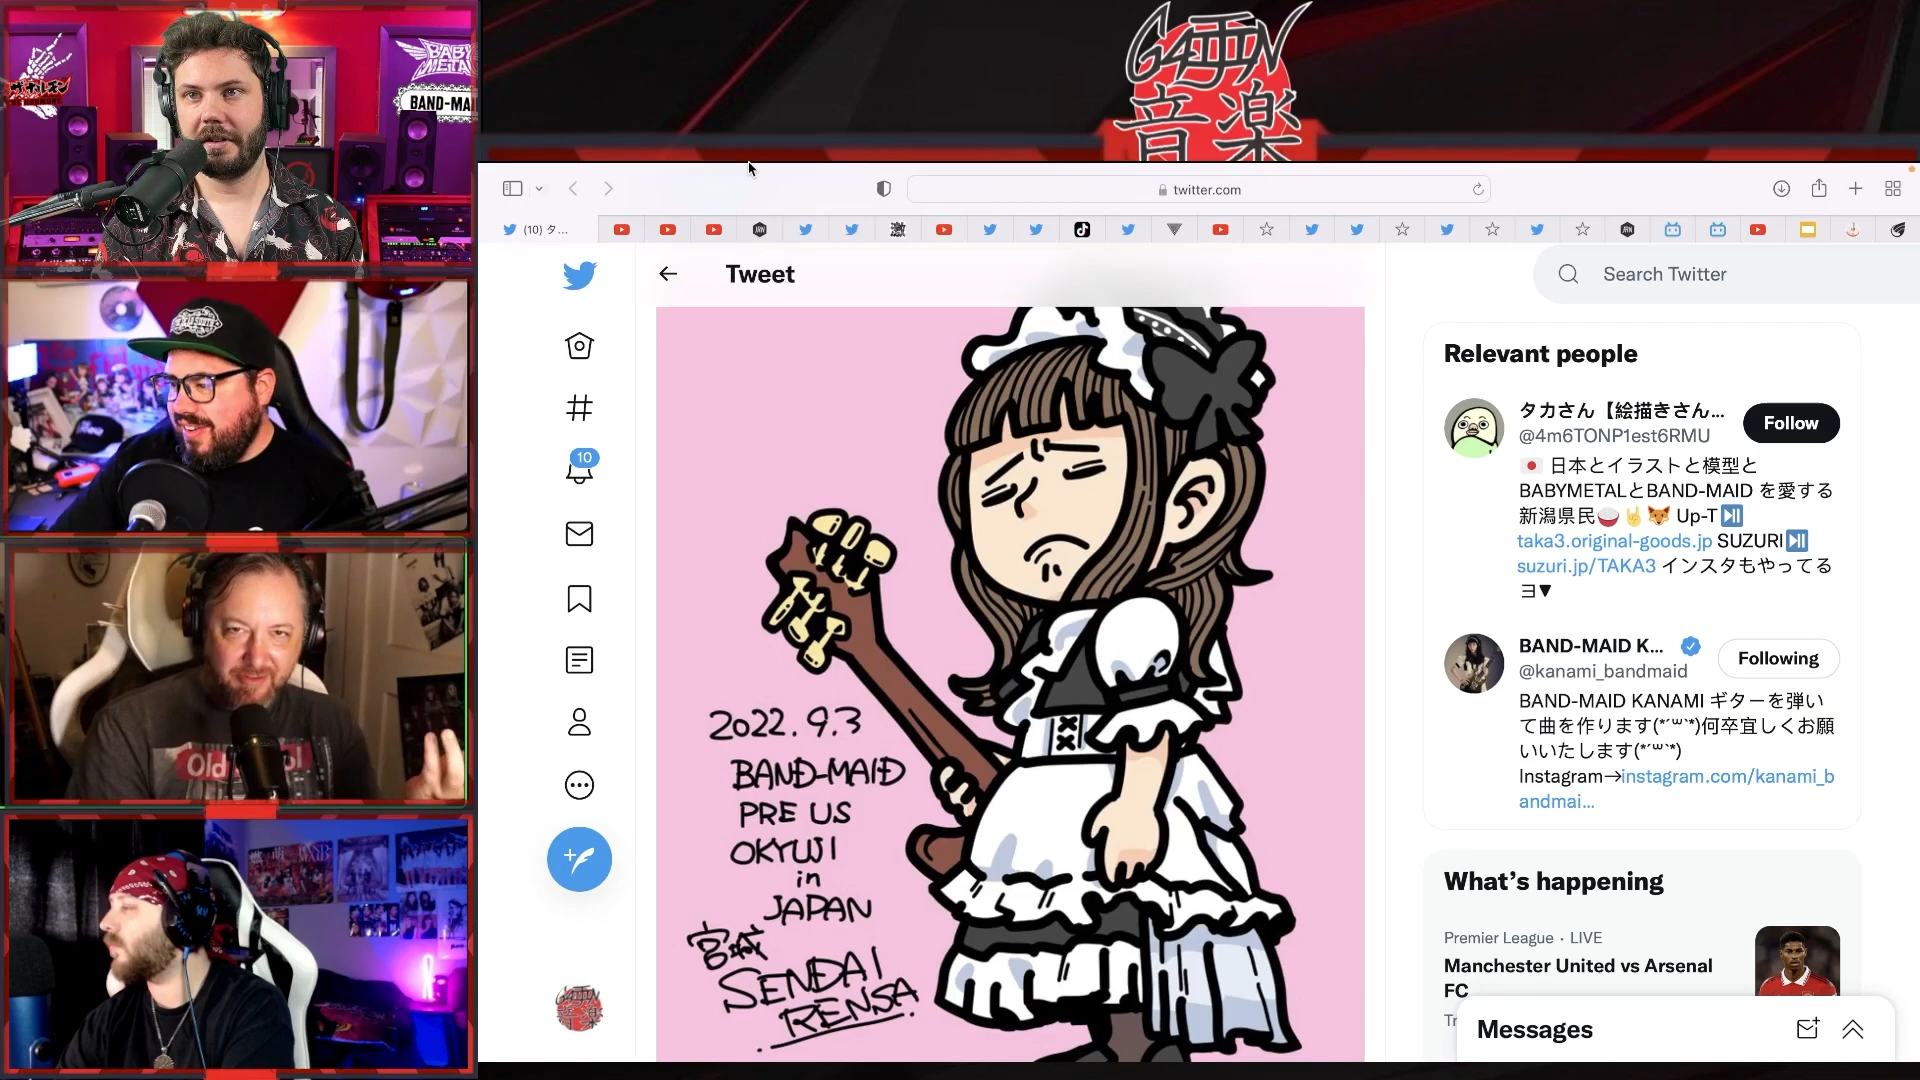 BABY
METAL
BAND-MAI
GAIJIN
音楽
twitter.com
(10) タ...
Tweet
Search Twitter
10
2022.9.3
BAND-MAID
PRE US
OKYUJI
in
JAPAN
宮城
SENDAI
RENSA
Relevant people
タカさん【絵描きさん...
@4m6TONP1est6RMU
Follow
🇯🇵 日本とイラストと模型と
BABYMETALとBAND-MAID を愛する
新潟県民🍚🤘🦊 Up-T⏯
taka3.original-goods.jp SUZURI⏯
suzuri.jp/TAKA3 インスタもやってる
ヨ▼
BAND-MAID K...
@kanami_bandmaid
Following
BAND-MAID KANAMI ギターを弾い
て曲を作ります(*´꒳`*)何卒宜しくお願
いいたします(*´꒳`*)
Instagram→instagram.com/kanami_b
andmai...
What's happening
Premier League · LIVE
Manchester United vs Arsenal
FC
Tr
Messages
Old